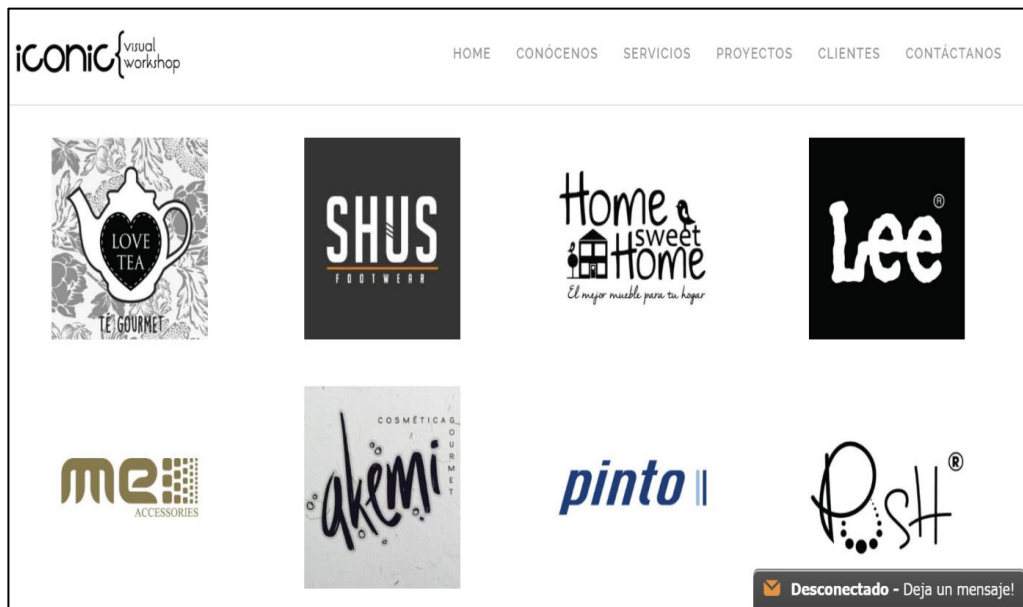 iconic{ visual
workshop
HOME CONÓCENOS SERVICIOS PROYECTOS CLIENTES CONTÁCTANOS
LOVE
TEA
TÉ GOURMET
SHUS
FOOTWEAR
Home
sweet
Home
El mejor mueble para tu hogar
Lee®
me
ACCESSORIES
COSMÉTICA
GOURMET
akemi
pinto
PosH®
Desconectado - Deja un mensaje!